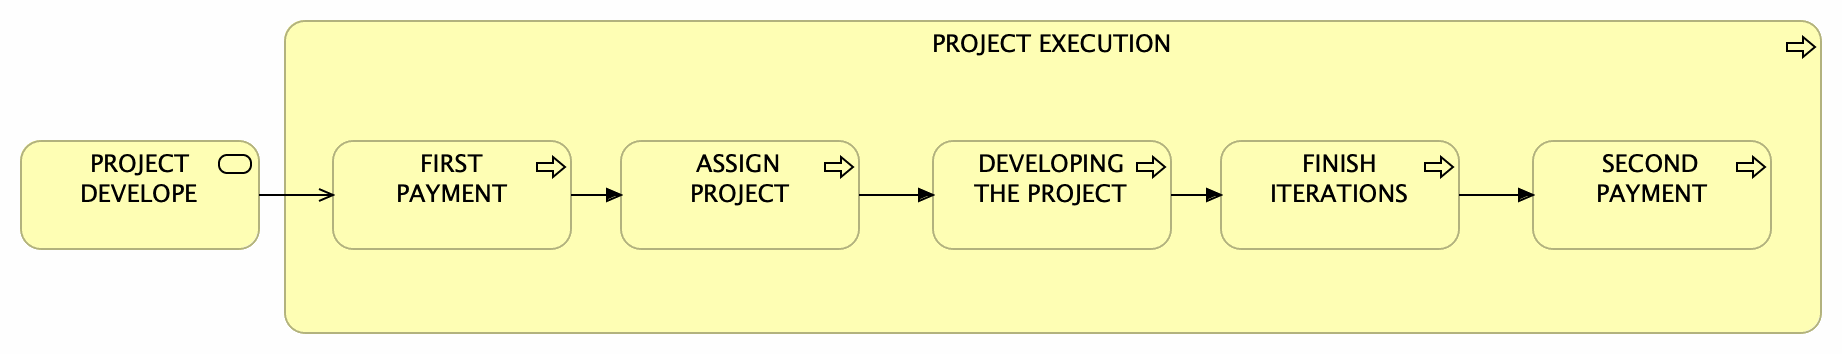 PROJECT EXECUTION
PROJECT
DEVELOPE
FIRST
PAYMENT
ASSIGN
PROJECT
DEVELOPING
THE PROJECT
FINISH
ITERATIONS
SECOND
PAYMENT